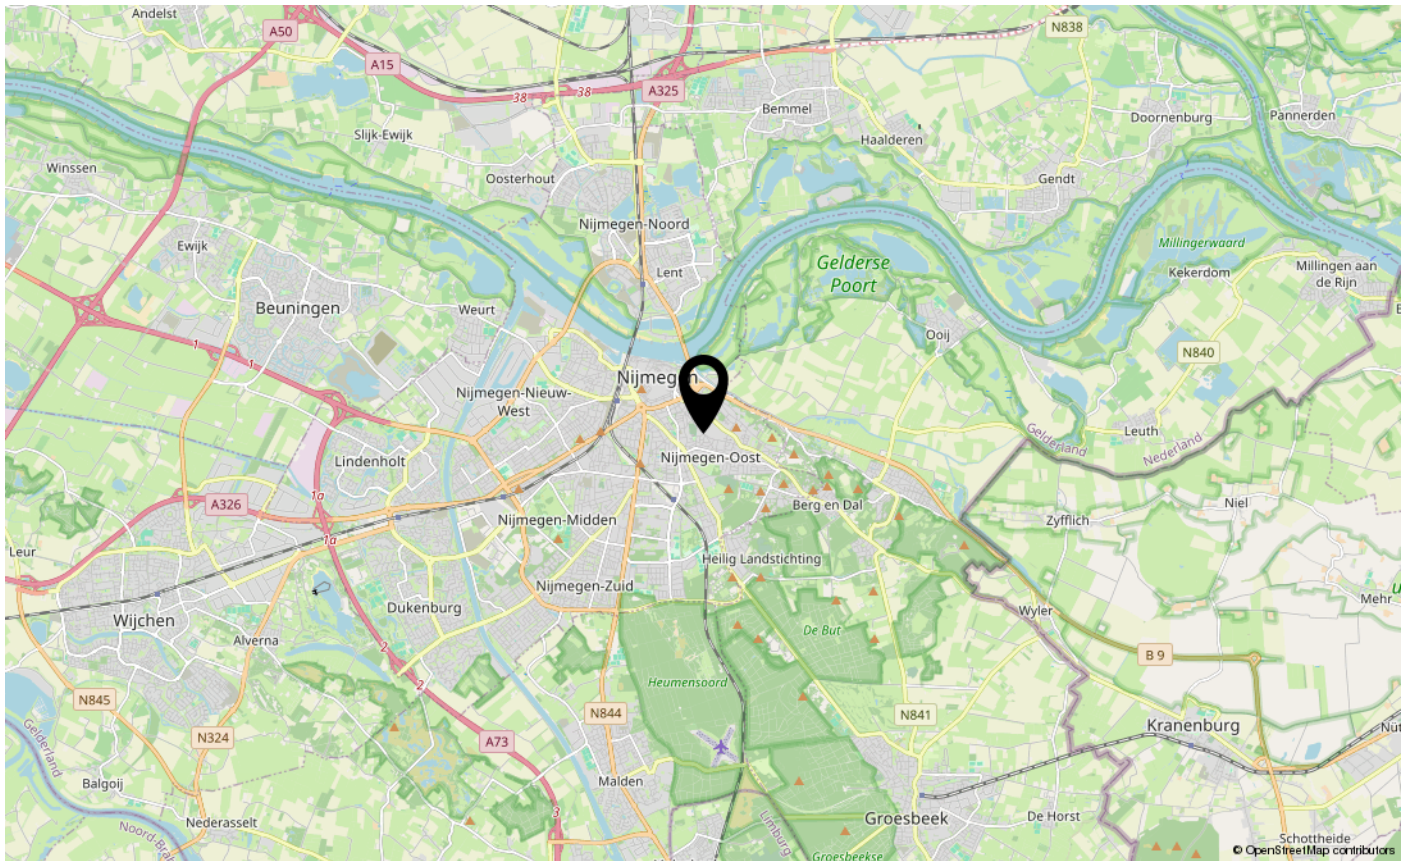 Andelst
A50
N838
A15
38
38
A325
Bemmel
Doornenburg
Pannerden
Slijk-Ewijk
Haalderen
Winssen
Oosterhout
Gendt
Nijmegen-Noord
Ewijk
Millingerwaard
Gelderse
Poort
Lent
Kekerdom
Millingen aan
de Rijn
Beuningen
Weurt
Ooij
1
1
N840
Nijmegen
Nijmegen-Nieuw-
West
Leuth
Gelderland
Nederland
Lindenholt
Nijmegen-Oost
1a
A326
Berg en Dal
Niel
Nijmegen-Midden
Zyfflich
1a
Leur
Heilig Landstichting
Nijmegen-Zuid
Mehr
Dukenburg
Wyler
Wijchen
De But
Alverna
2
B 9
2
Heumensoord
N845
N844
N841
Kranenburg
Gelderland
N324
A73
Malden
Balgoij
3
Nederasselt
Groesbeek
De Horst
Limburg
Schottheide
Groesbeekse
© OpenStreetMap contributors